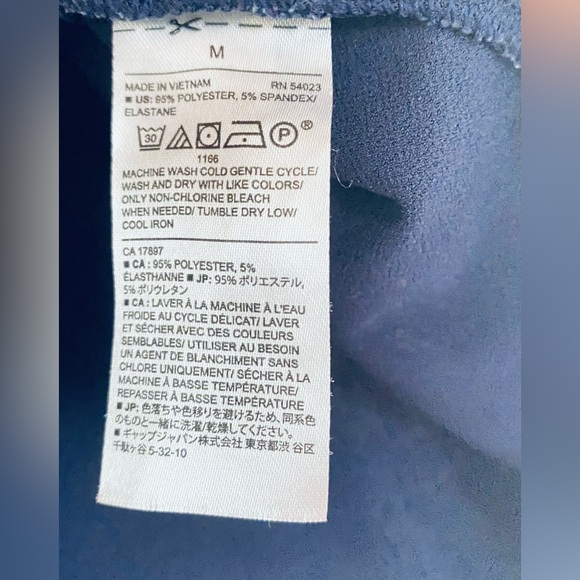 M
MADE IN VIETNAM RN 54023
■ US: 95% POLYESTER, 5% SPANDEX/
ELASTANE
30 P ®
1166
MACHINE WASH COLD GENTLE CYCLE/
WASH AND DRY WITH LIKE COLORS/
ONLY NON-CHLORINE BLEACH
WHEN NEEDED/ TUMBLE DRY LOW/
COOL IRON
CA 17897
■ CA : 95% POLYESTER, 5%
ÉLASTHANNE ■ JP: 95% ポリエステル,
5% ポリウレタン
■ CA : LAVER À LA MACHINE À L'EAU
FROIDE AU CYCLE DÉLICAT/ LAVER
ET SÉCHER AVEC DES COULEURS
SEMBLABLES/ UTILISER AU BESOIN
UN AGENT DE BLANCHIMENT SANS
CHLORE UNIQUEMENT/ SÉCHER À LA
MACHINE À BASSE TEMPÉRATURE/
REPASSER À BASSE TEMPÉRATURE
■ JP: 色落ちや色移りを避けるため、同系色
のものと一緒に洗濯/乾燥してください。
■ ギャップジャパン株式会社 東京都渋 谷区
千駄ヶ谷 5-32-10